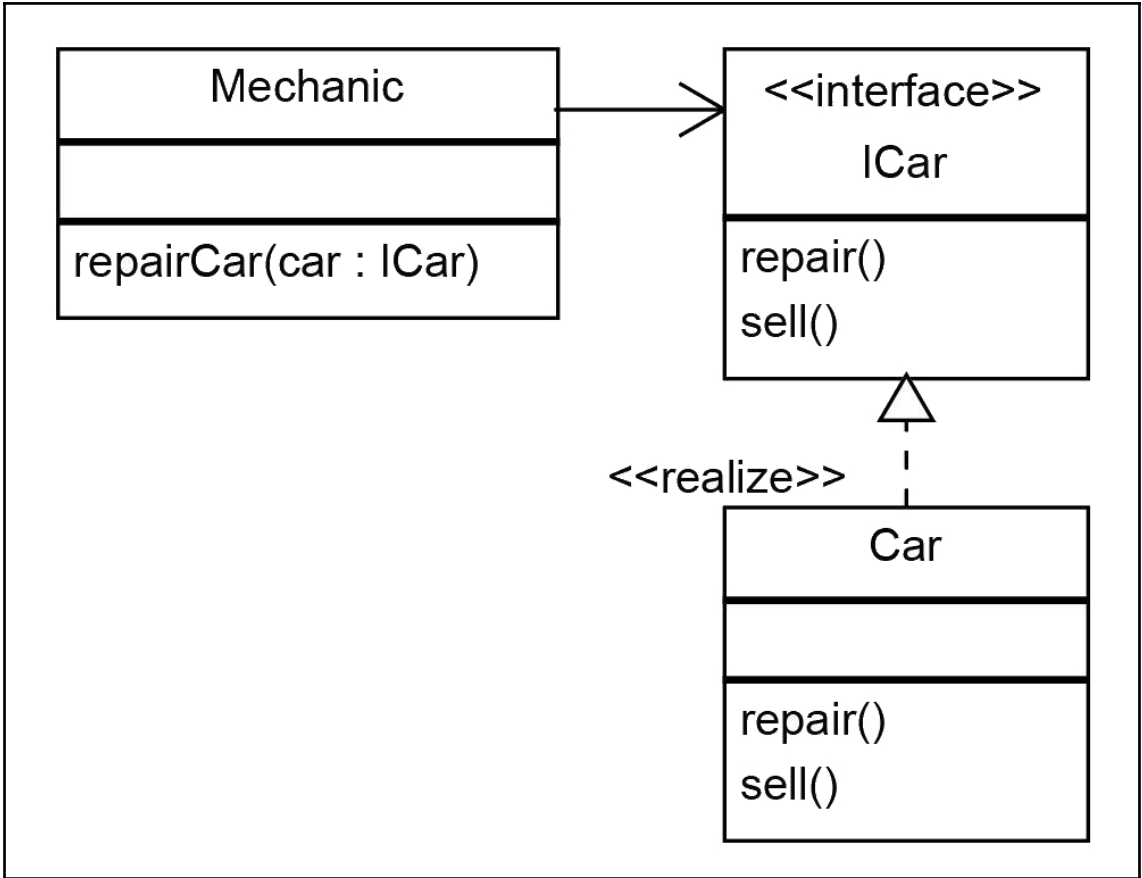 Mechanic
repairCar(car : ICar)
<<interface>>
ICar
repair()
sell()
<<realize>>
Car
repair()
sell()